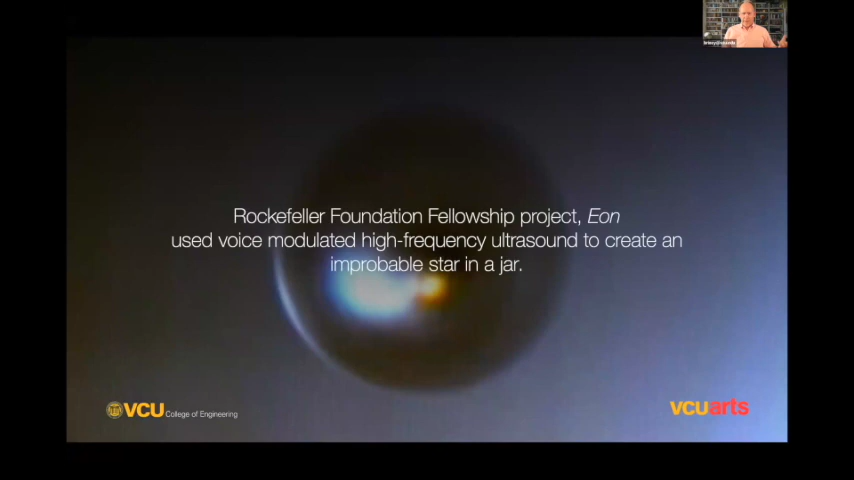 Rockefeller Foundation Fellowship project, Eon
used voice modulated high-frequency ultrasound to create an
improbable star in a jar.
VCU College of Engineering
vcuarts